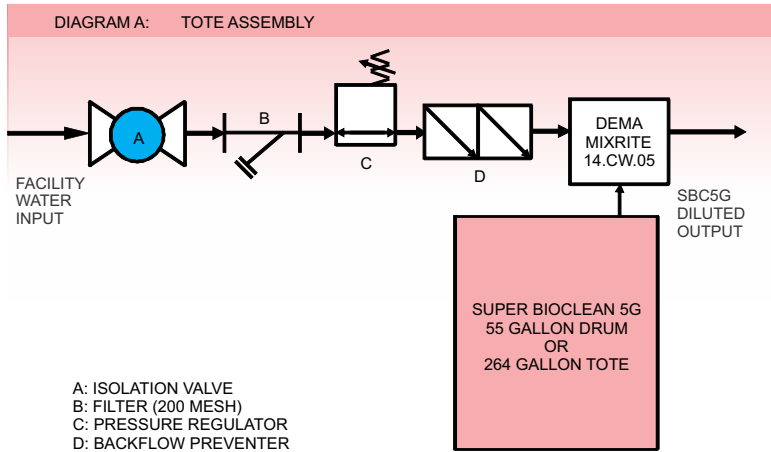 DIAGRAM A: TOTE ASSEMBLY
A
B
C
D
FACILITY
WATER
INPUT
DEMA
MIXRITE
14.CW.05
SBC5G
DILUTED
OUTPUT
SUPER BIOCLEAN 5G
55 GALLON DRUM
OR
264 GALLON TOTE
A: ISOLATION VALVE
B: FILTER (200 MESH)
C: PRESSURE REGULATOR
D: BACKFLOW PREVENTER